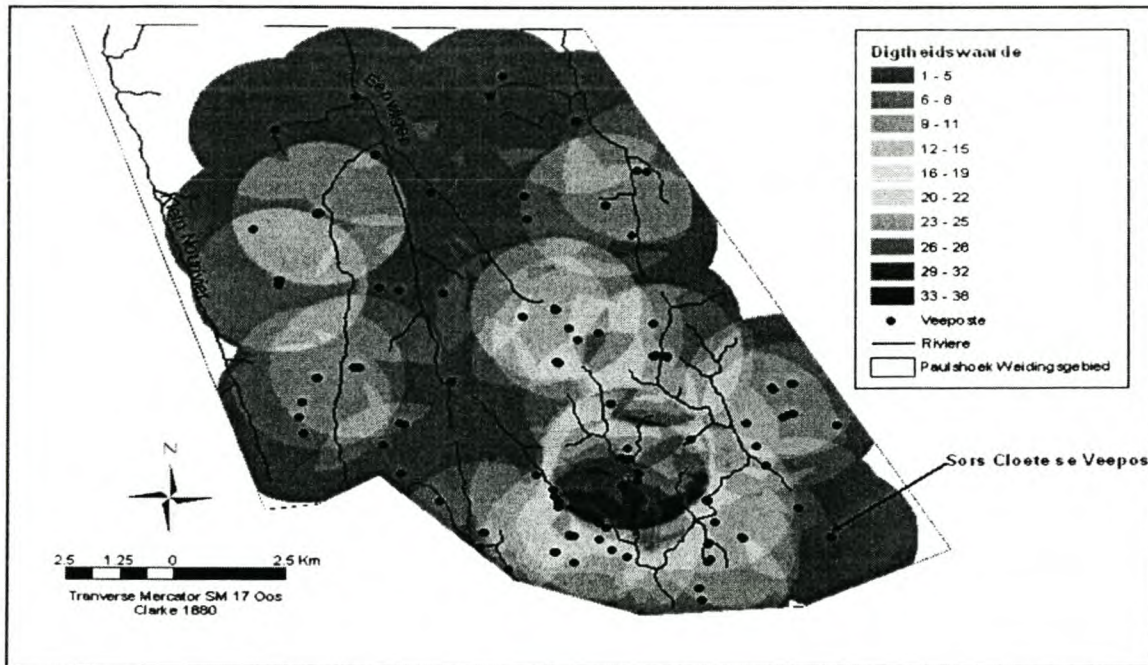 Digtheidswaarde
1 - 5
6 - 8
9 - 11
12 - 15
16 - 19
20 - 22
23 - 25
26 - 28
29 - 32
33 - 38
Veeposte
Riviere
Paulshoek Weidingsgebied
Sors Cloete se Veepos
N
2.5 1.25 0 2.5 Km
Tranverse Mercator SM 17 Oos
Clarke 1880